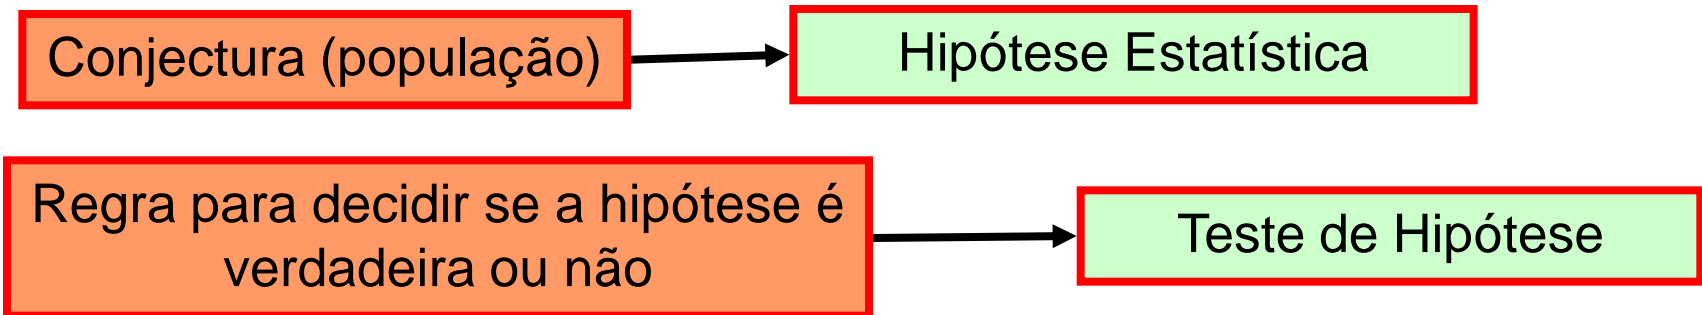 Conjectura (população)
Hipótese Estatística
Regra para decidir se a hipótese é
verdadeira ou não
Teste de Hipótese